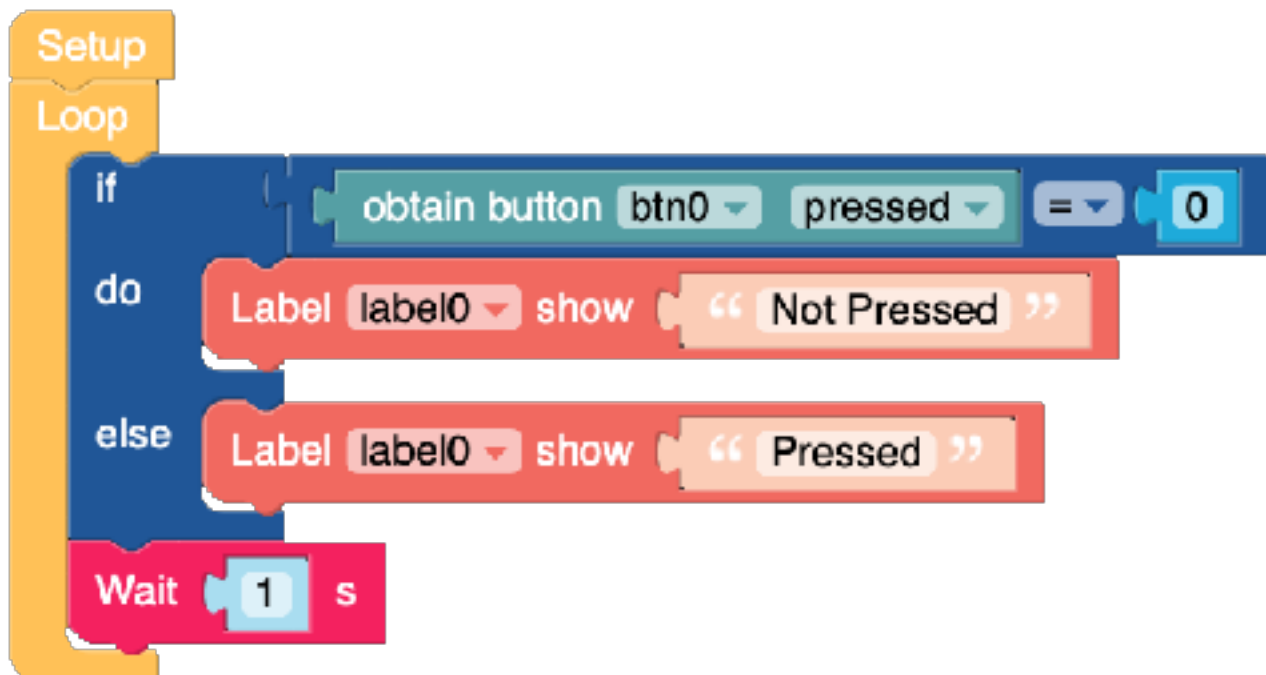 Setup
Loop
if obtain button btn0 pressed = 0
do Label label0 show “ Not Pressed ”
else Label label0 show “ Pressed ”
Wait 1 s